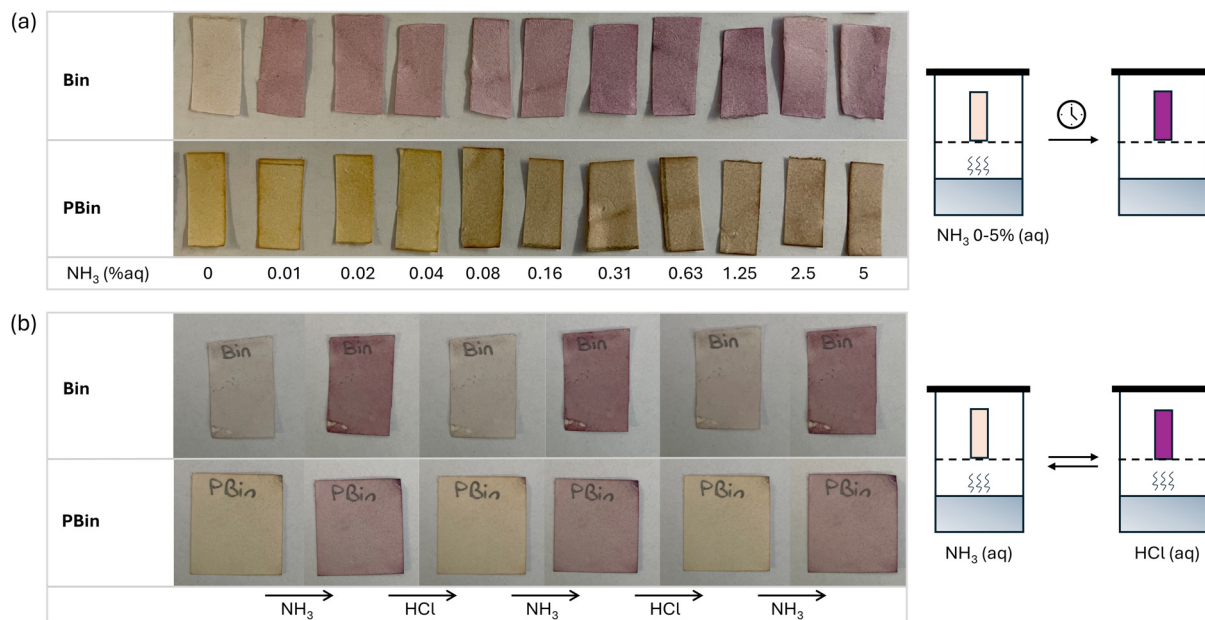 (a)
Bin
PBin
NH₃ (%aq) 0 0.01 0.02 0.04 0.08 0.16 0.31 0.63 1.25 2.5 5
NH₃ 0-5% (aq)
(b)
Bin
Bin Bin Bin Bin Bin Bin
PBin
PBin PBin PBin PBin PBin PBin
NH₃ HCl NH₃ HCl NH₃
NH₃ (aq) HCl (aq)